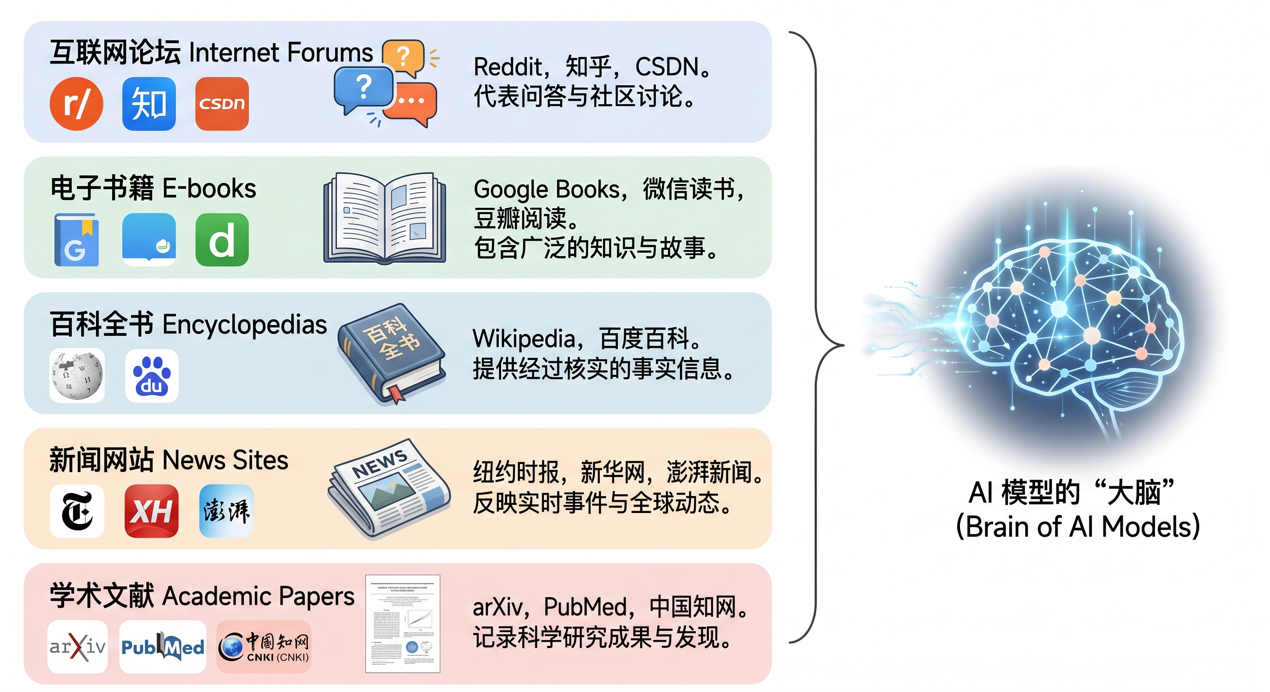 互联网论坛 Internet Forums
r/
知
CSDN
?
?
...
Reddit，知乎，CSDN。
代表问答与社区讨论。
电子书籍 E-books
G
d
Google Books，微信读书，
豆瓣阅读。
包含广泛的知识与故事。
百科全书 Encyclopedias
du
百科
全书
Wikipedia，百度百科。
提供经过核实的事实信息。
新闻网站 News Sites
T
XH
澎湃
NEWS
纽约时报，新华网，澎湃新闻。
反映实时事件与全球动态。
学术文献 Academic Papers
arXiv
PubMed
中国知网
CNKI (CNKI)
arXiv，PubMed，中国知网。
记录科学研究成果与发现。
AI 模型的“大脑”
(Brain of AI Models)